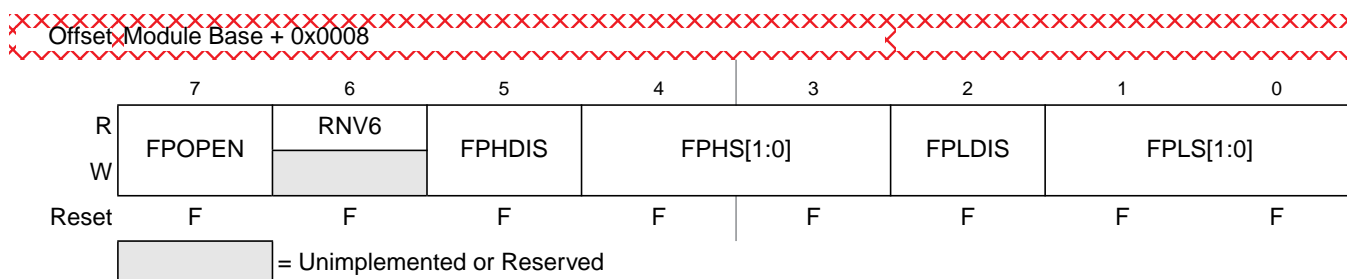 Offset Module Base + 0x0008
7 6 5 4 3 2 1 0
R FPOPEN RNV6 FPHDIS FPHS[1:0] FPLDIS FPLS[1:0]
W
Reset F F F F F F F F
= Unimplemented or Reserved